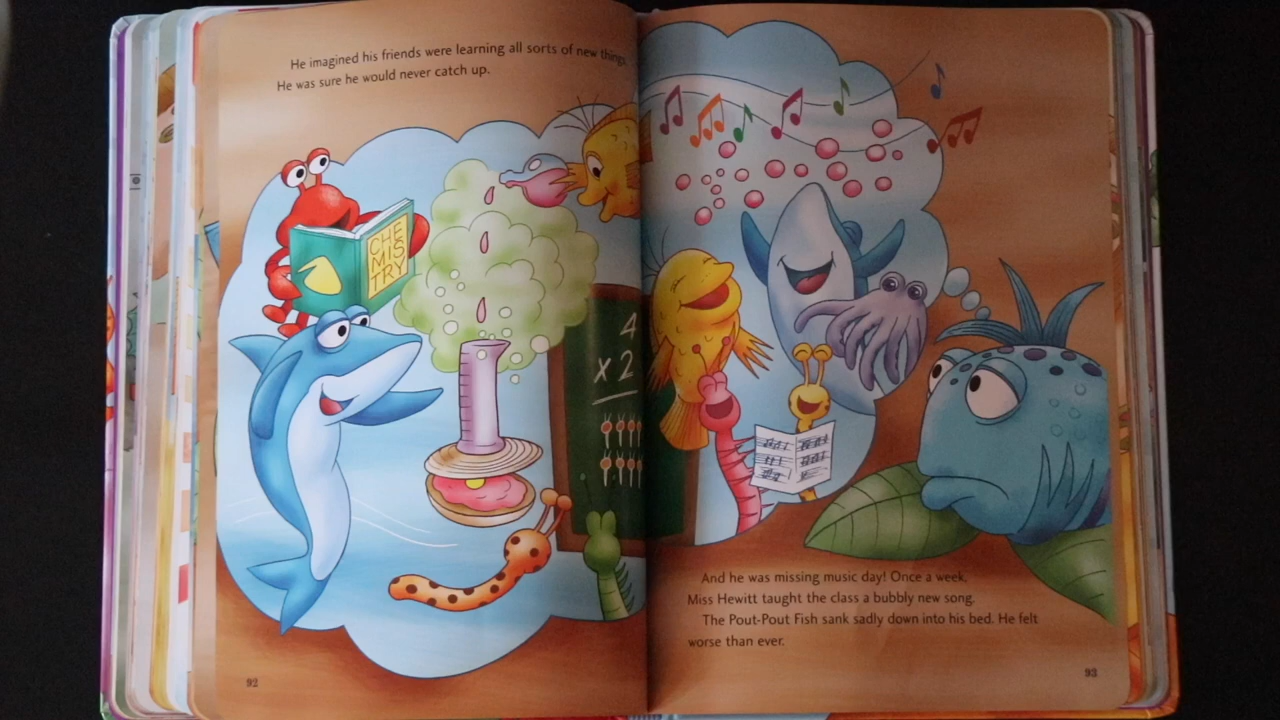 He imagined his friends were learning all sorts of new things.
He was sure he would never catch up.
CHE
MIS
TRY
4
x 2
And he was missing music day! Once a week,
Miss Hewitt taught the class a bubbly new song.
The Pout-Pout Fish sank sadly down into his bed. He felt
worse than ever.
92
93